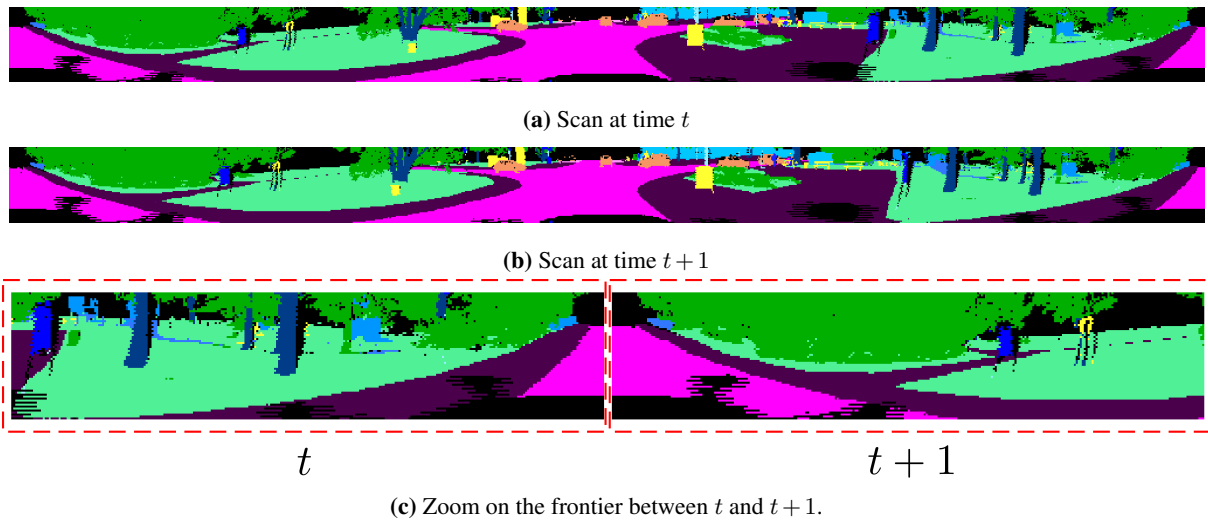 (a) Scan at time t
(b) Scan at time t + 1
t
t + 1
(c) Zoom on the frontier between t and t + 1.